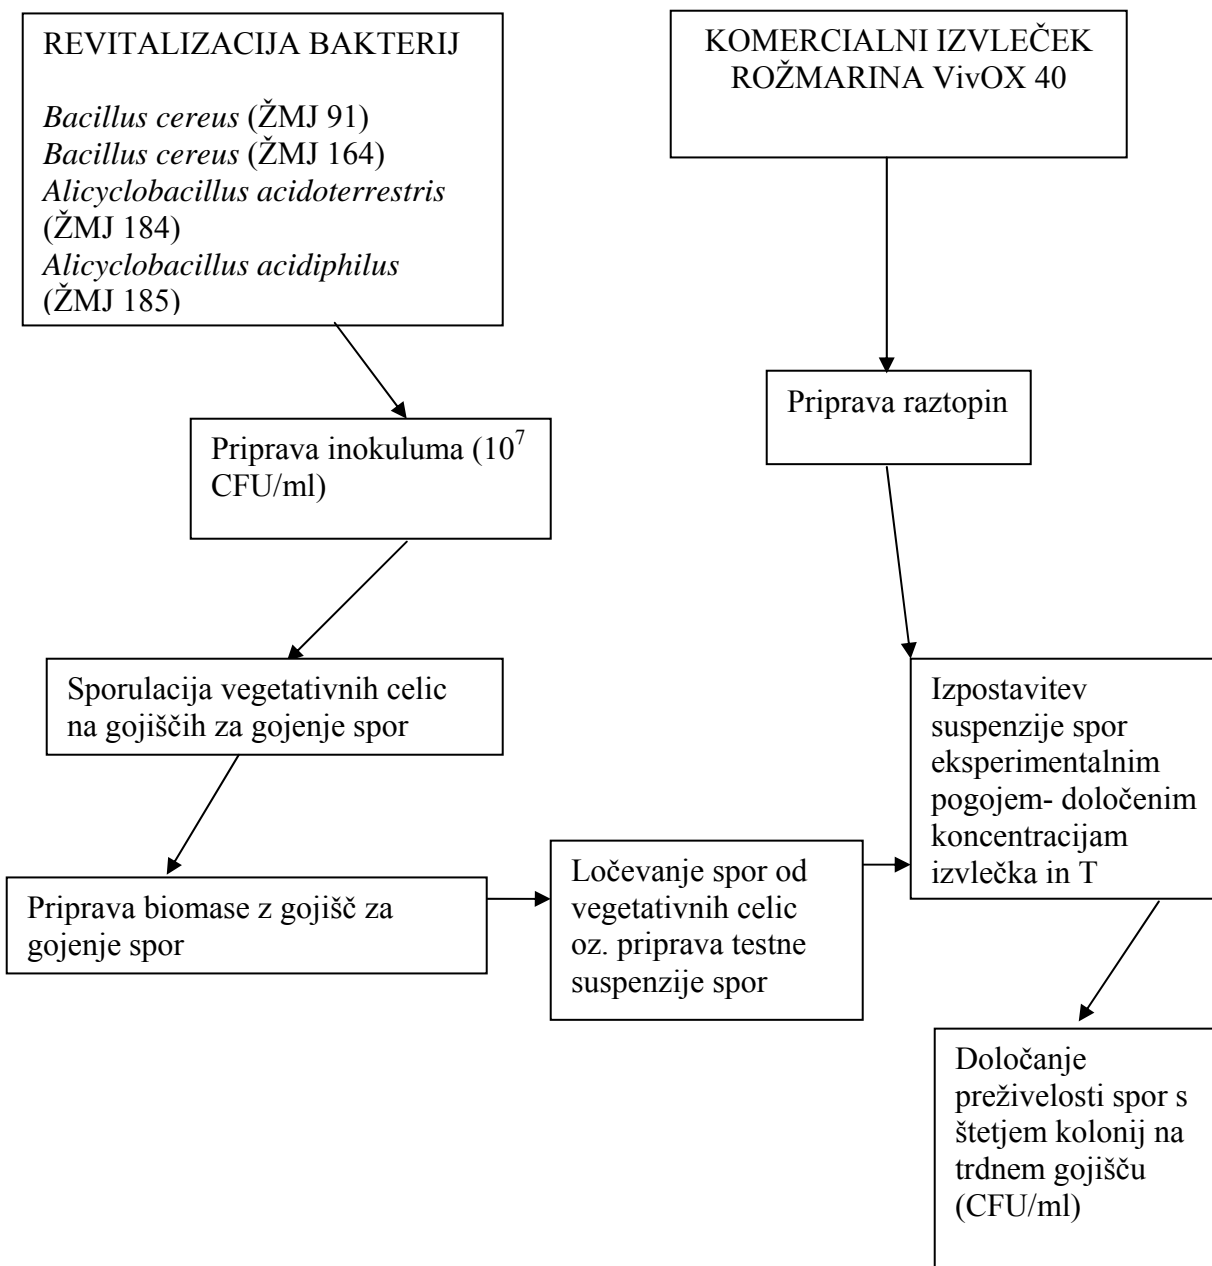 REVITALIZACIJA BAKTERIJ
Bacillus cereus (ŽMJ 91)
Bacillus cereus (ŽMJ 164)
Alicyclobacillus acidoterrestris
(ŽMJ 184)
Alicyclobacillus acidiphilus
(ŽMJ 185)
KOMERCIALNI IZVLEČEK
ROŽMARINA VivOX 40
Priprava raztopin
Priprava inokuluma (10⁷
CFU/ml)
Sporulacija vegetativnih celic
na gojiščih za gojenje spor
Priprava biomase z gojišč za
gojenje spor
Ločevanje spor od
vegetativnih celic
oz. priprava testne
suspenzije spor
Izpostavitev
suspenzije spor
eksperimentalnim
pogojem- določenim
koncentracijam
izvlečka in T
Določanje
preživelosti spor s
štetjem kolonij na
trdnem gojišču
(CFU/ml)